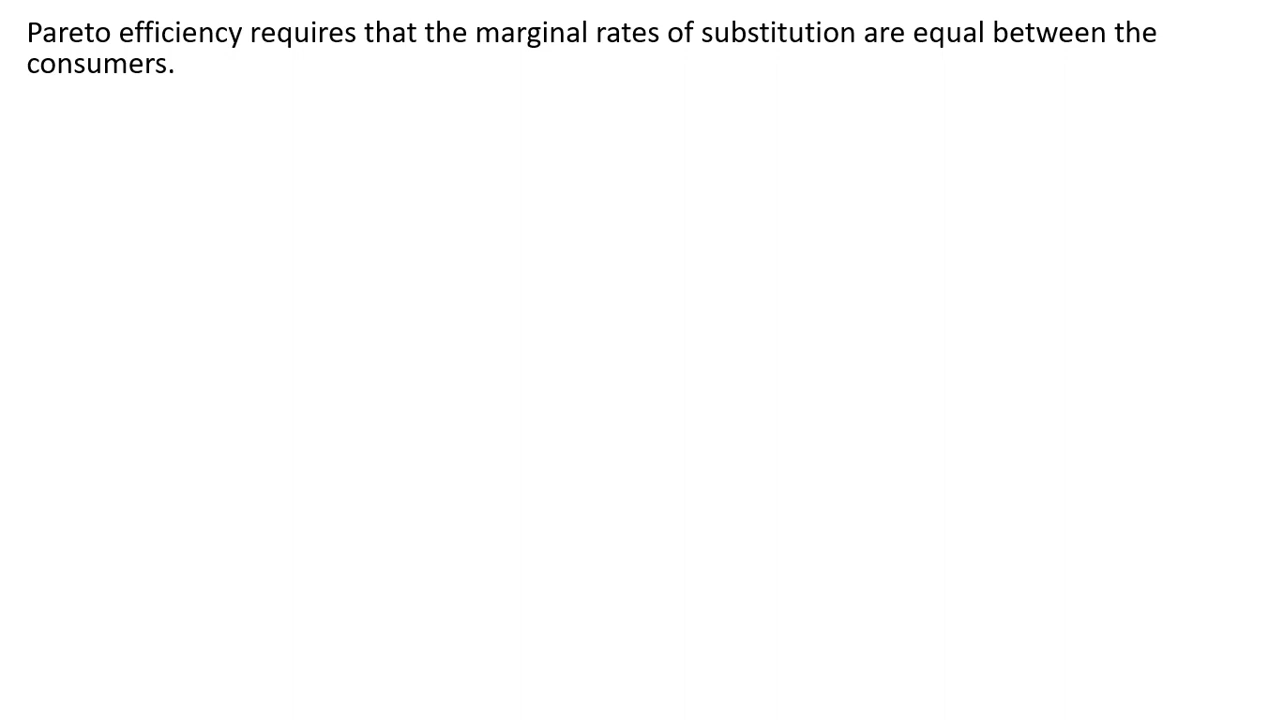 Pareto efficiency requires that the marginal rates of substitution are equal between the
consumers.